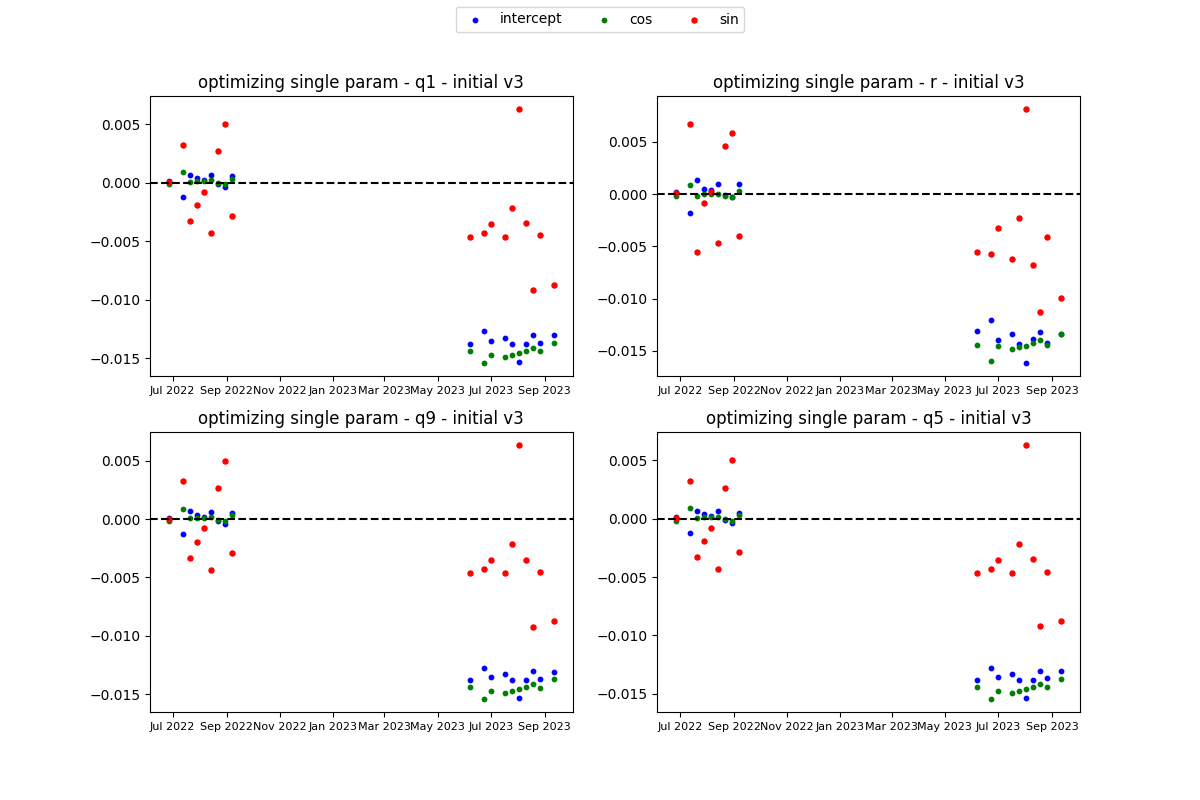 intercept cos sin
optimizing single param - q1 - initial v3
0.005
0.000
−0.005
−0.010
−0.015
Jul 2022 Sep 2022 Nov 2022 Jan 2023 Mar 2023 May 2023 Jul 2023 Sep 2023
optimizing single param - r - initial v3
0.005
0.000
−0.005
−0.010
−0.015
Jul 2022 Sep 2022 Nov 2022 Jan 2023 Mar 2023 May 2023 Jul 2023 Sep 2023
optimizing single param - q9 - initial v3
0.005
0.000
−0.005
−0.010
−0.015
Jul 2022 Sep 2022 Nov 2022 Jan 2023 Mar 2023 May 2023 Jul 2023 Sep 2023
optimizing single param - q5 - initial v3
0.005
0.000
−0.005
−0.010
−0.015
Jul 2022 Sep 2022 Nov 2022 Jan 2023 Mar 2023 May 2023 Jul 2023 Sep 2023